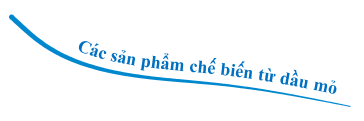 Các sản phẩm chế biến từ dầu mỏ